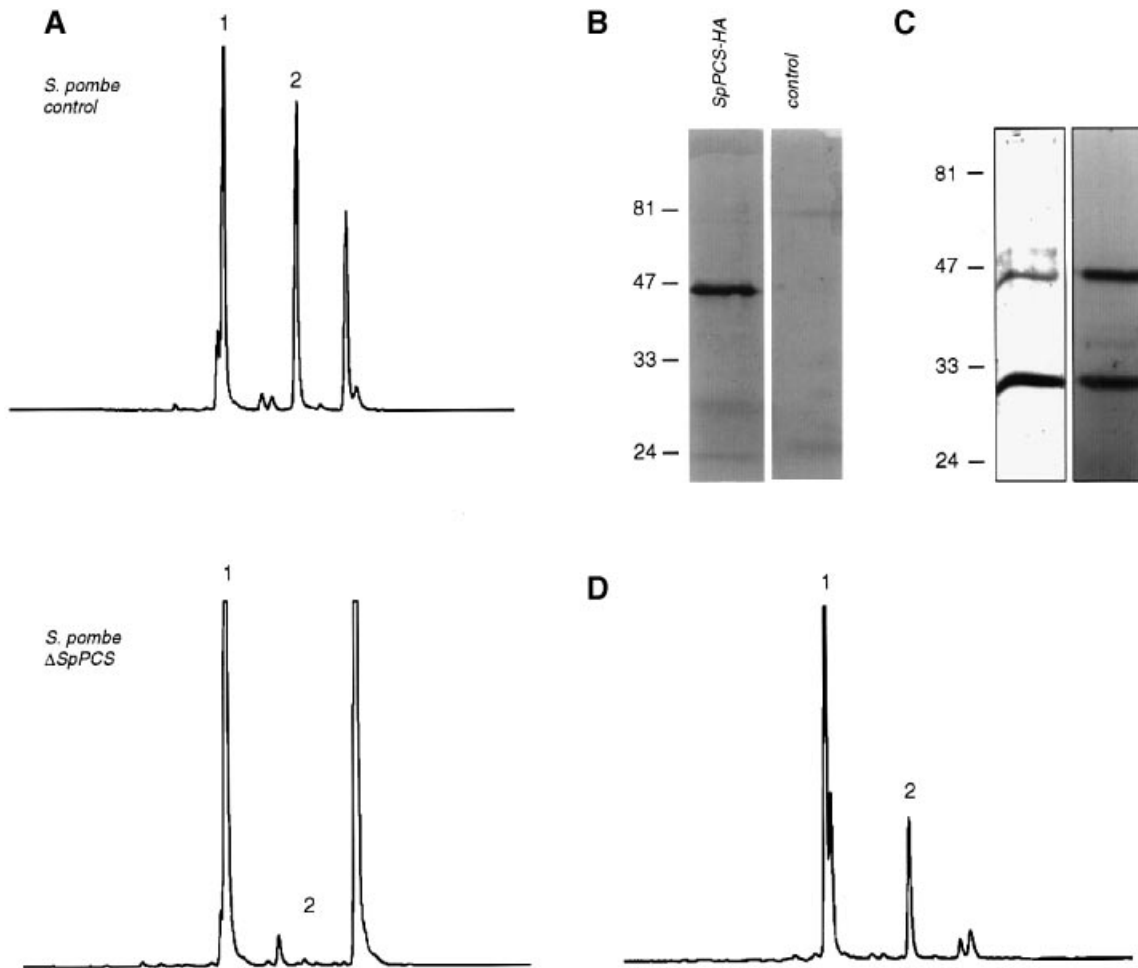 A
S. pombe
control
1
2
B
SpPCS-HA
control
81
47
33
24
C
81
47
33
24
S. pombe
ΔSpPCS
1
2
D
1
2